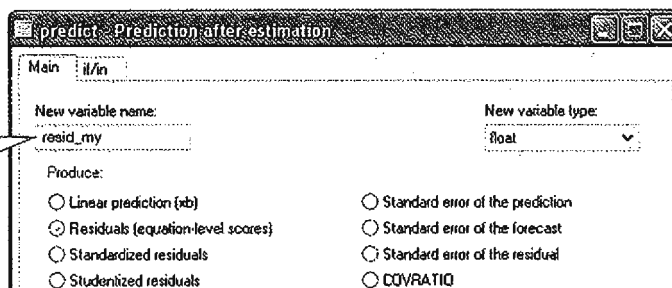 predict - Prediction after estimation
Main if/in
New variable name: New variable type:
resid_my float
Produce:
Linear prediction (xb) Standard error of the prediction
Residuals (equation-level scores) Standard error of the forecast
Standardized residuals Standard error of the residual
Studentized residuals COVRATIO